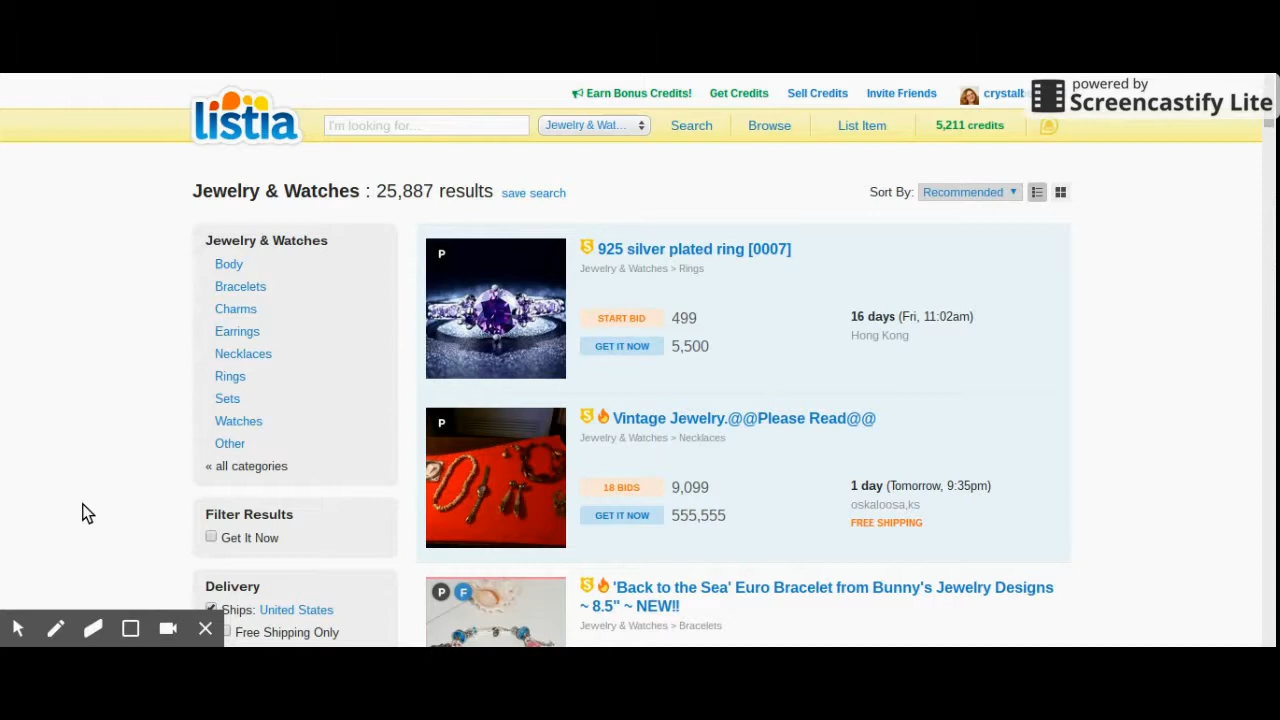 powered by
Screencastify Lite
Earn Bonus Credits! Get Credits Sell Credits Invite Friends crystalb
listia
I'm looking for... Jewelry & Wat... Search Browse List Item 5,211 credits
Jewelry & Watches : 25,887 results save search
Sort By: Recommended
Jewelry & Watches
Body
Bracelets
Charms
Earrings
Necklaces
Rings
Sets
Watches
Other
« all categories
Filter Results
Get It Now
Delivery
Ships: United States
Free Shipping Only
P
925 silver plated ring [0007]
Jewelry & Watches > Rings
START BID 499
GET IT NOW 5,500
16 days (Fri, 11:02am)
Hong Kong
P
Vintage Jewelry.@@Please Read@@
Jewelry & Watches > Necklaces
18 BIDS 9,099
GET IT NOW 555,555
1 day (Tomorrow, 9:35pm)
oskaloosa,ks
FREE SHIPPING
P F
'Back to the Sea' Euro Bracelet from Bunny's Jewelry Designs
~ 8.5" ~ NEW!!
Jewelry & Watches > Bracelets